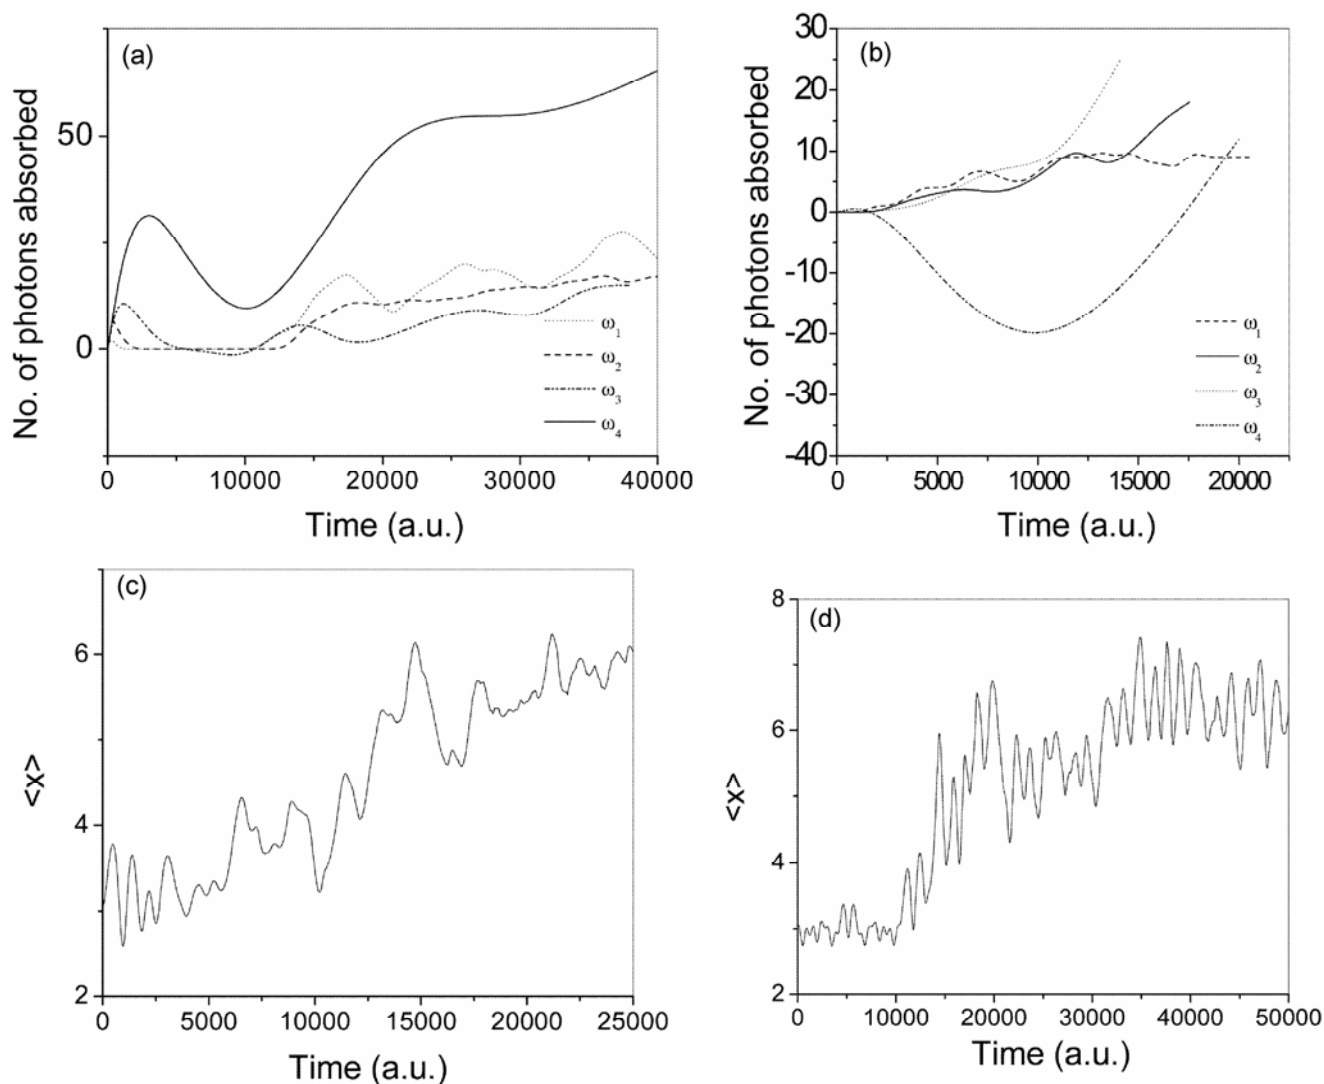 (a)
No. of photons absorbed
50
0
ω₁
ω₂
ω₃
ω₄
0 10000 20000 30000 40000
Time (a.u.)
(b)
No. of photons absorbed
30
20
10
0
-10
-20
-30
-40
ω₁
ω₂
ω₃
ω₄
0 5000 10000 15000 20000
Time (a.u.)
(c)
<x>
6
4
2
0 5000 10000 15000 20000 25000
Time (a.u.)
(d)
<x>
8
6
4
2
0 10000 20000 30000 40000 50000
Time (a.u.)